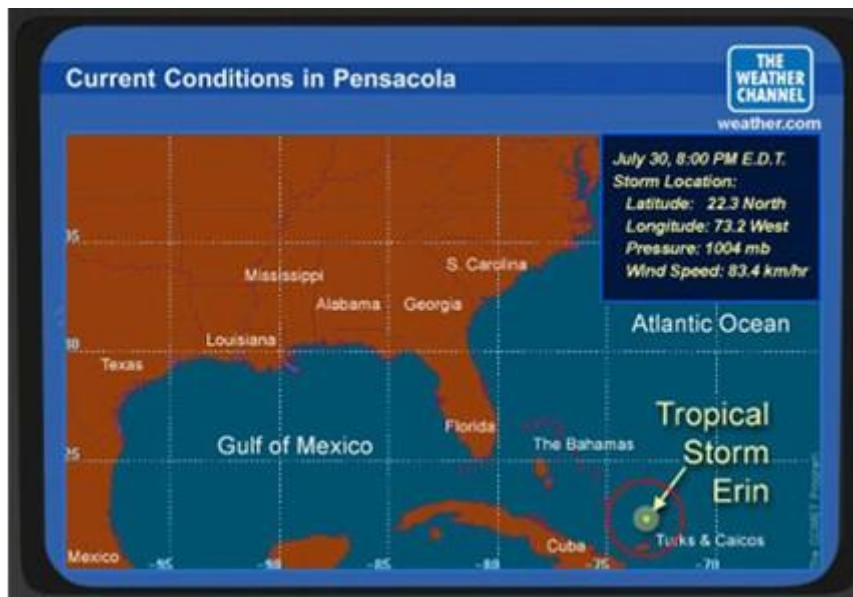 Current Conditions in Pensacola
THE
WEATHER
CHANNEL
weather.com
July 30, 8:00 PM E.D.T.
Storm Location:
Latitude: 22.3 North
Longitude: 73.2 West
Pressure: 1004 mb
Wind Speed: 83.4 km/hr
35
S. Carolina
Mississippi
Alabama
Georgia
Atlantic Ocean
Louisiana
30
Texas
Tropical
Storm
Erin
Florida
The Bahamas
Gulf of Mexico
25
Turks & Caicos
Cuba
Mexico
-95
-90
-85
-80
-75
-70
The COMET Program